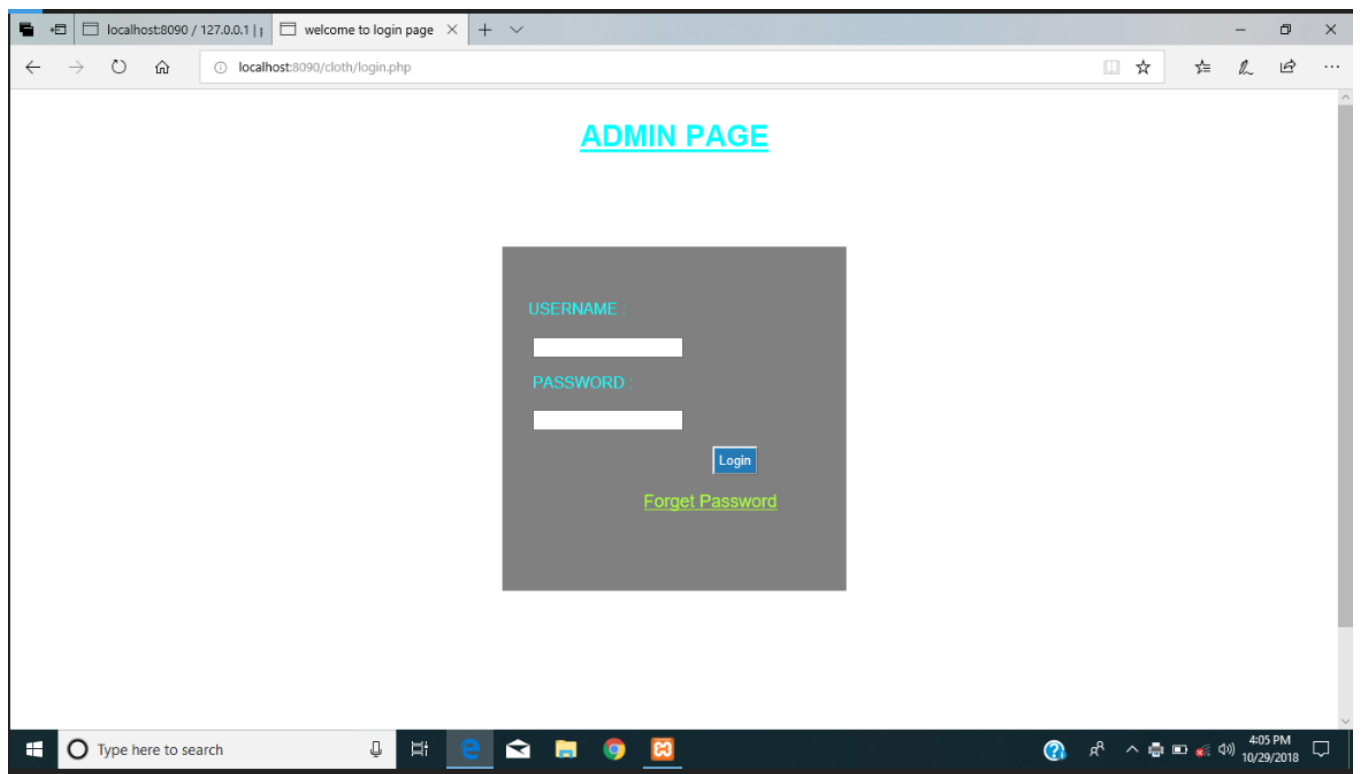 localhost:8090 / 127.0.0.1 | p
welcome to login page
localhost:8090/cloth/login.php
ADMIN PAGE
USERNAME :
PASSWORD :
Login
Forget Password
Type here to search
4:05 PM
10/29/2018